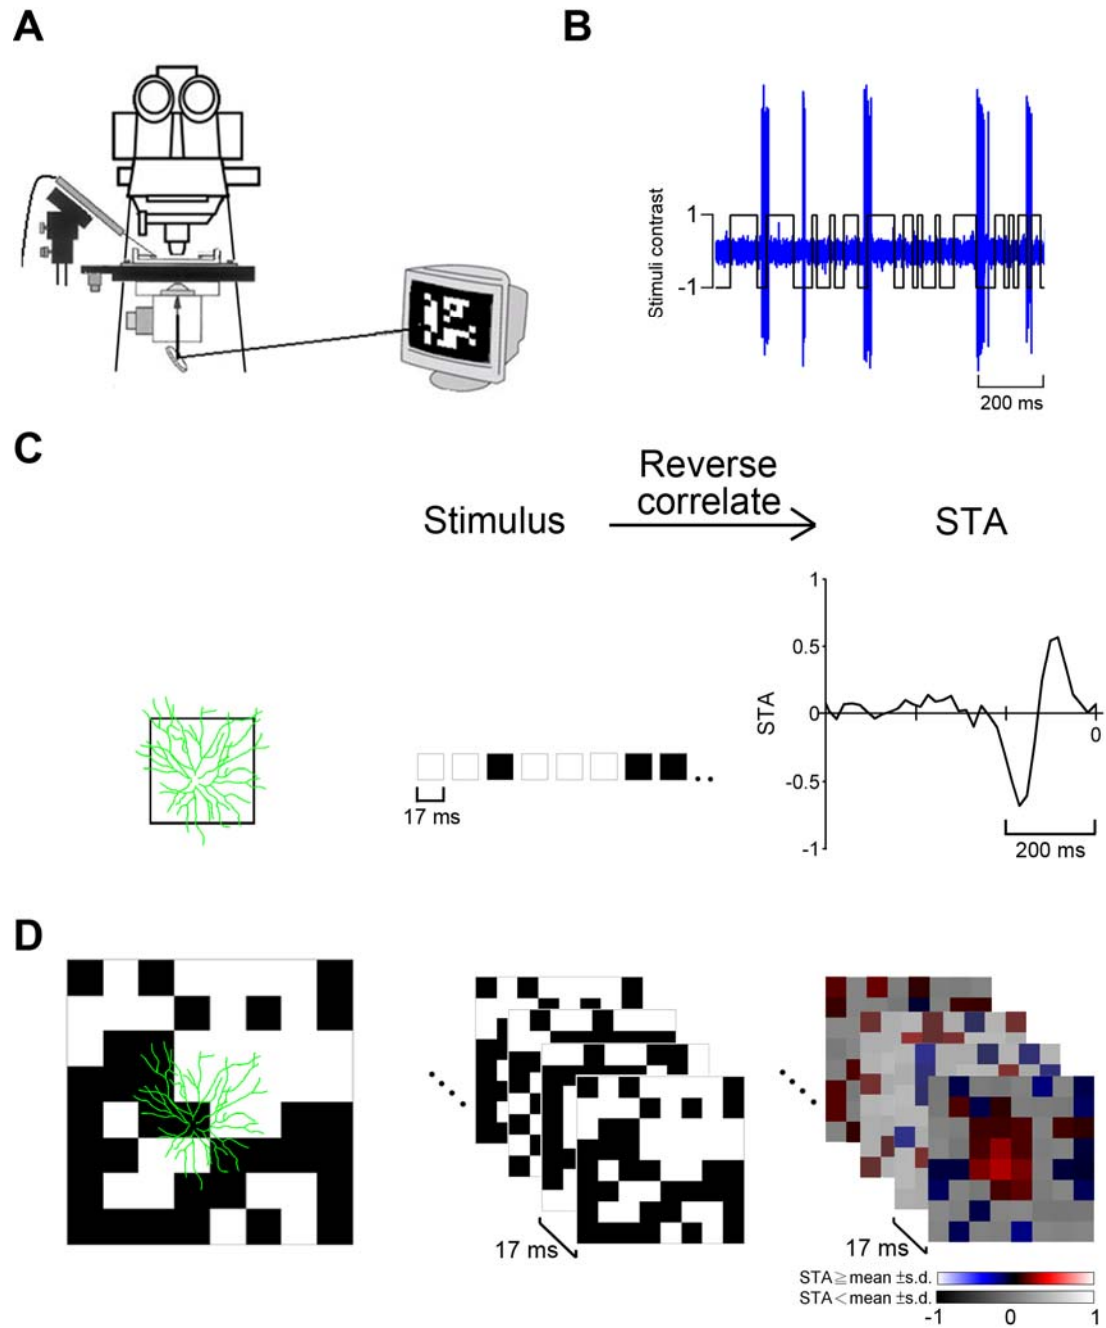 A
B
Stimuli contrast
1
-1
200 ms
C
Stimulus
Reverse
correlate
STA
STA
1
0.5
0
-0.5
-1
0
200 ms
17 ms
D
17 ms
17 ms
STA≧mean ±s.d.
STA<mean ±s.d.
-1 0 1